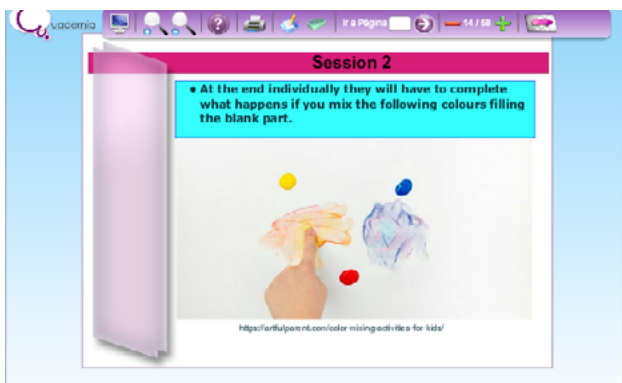 Cuadernia
Ir a Página
14 / 58
Session 2
• At the end individually they will have to complete
what happens if you mix the following colours filling
the blank part.
https://artfulparent.com/color-mixing-activities-for-kids/